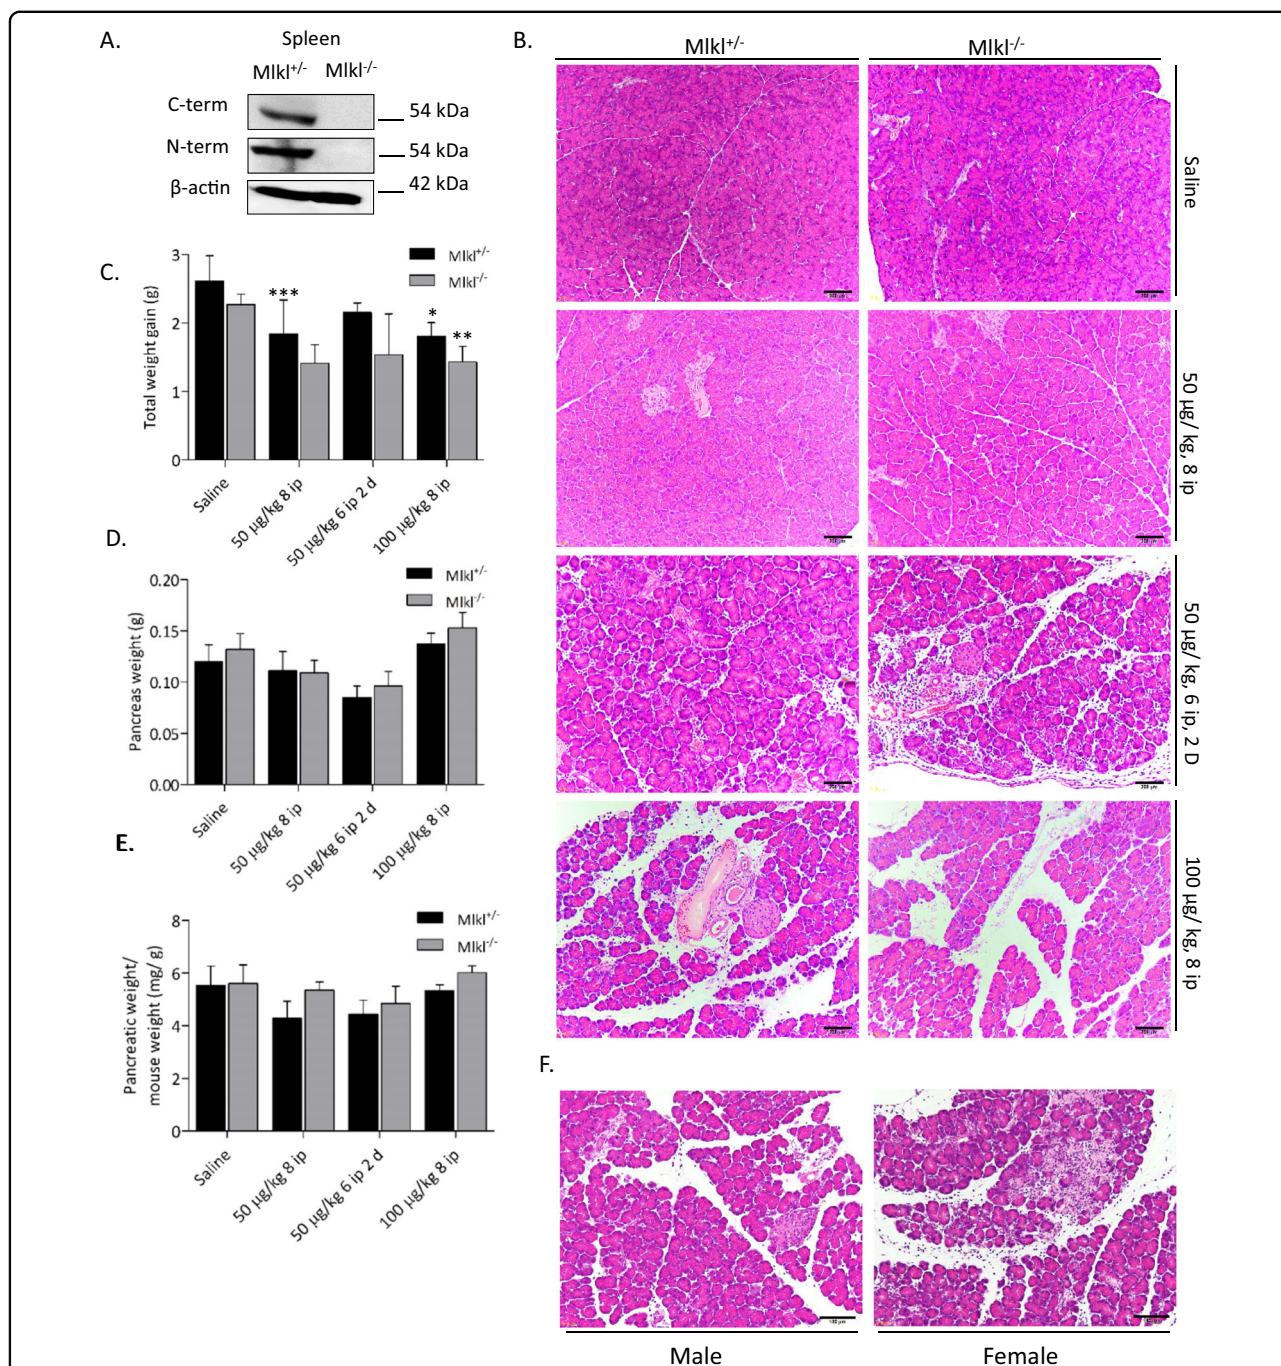 A.
Spleen
Mlkl+/- Mlkl-/-
C-term 54 kDa
N-term 54 kDa
β-actin 42 kDa
B.
Mlkl+/- Mlkl-/-
Saline
50 µg/ kg, 8 ip
50 µg/ kg, 6 ip, 2 D
100 µg/ kg, 8 ip
C.
Total weight gain (g)
3
2
1
0
Mlkl+/-
Mlkl-/-
*** * **
Saline
50 µg/kg 8 ip
50 µg/kg 6 ip 2 d
100 µg/kg 8 ip
D.
Pancreas weight (g)
0.20
0.15
0.10
0.05
0.00
Mlkl+/-
Mlkl-/-
Saline
50 µg/kg 8 ip
50 µg/kg 6 ip 2 d
100 µg/kg 8 ip
E.
Pancreatic weight/
mouse weight (mg/ g)
8
6
4
2
0
Mlkl+/-
Mlkl-/-
Saline
50 µg/kg 8 ip
50 µg/kg 6 ip 2 d
100 µg/kg 8 ip
F.
Male Female